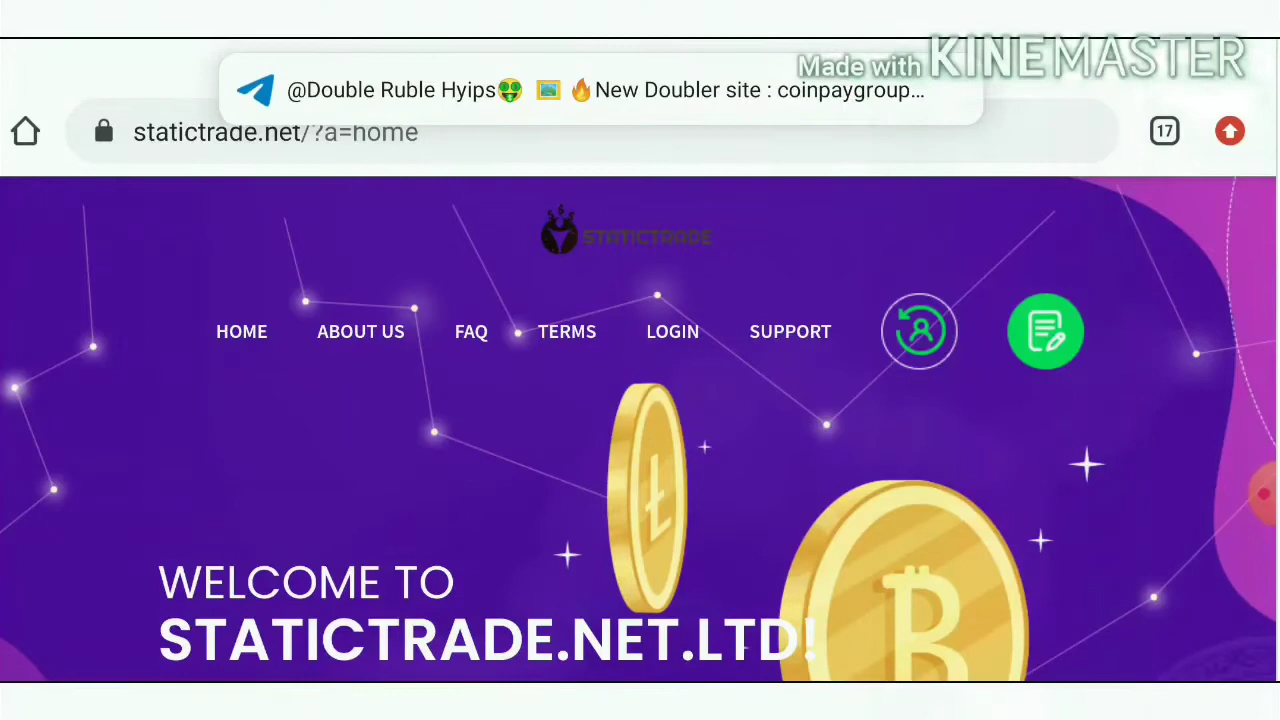 Made with KINEMASTER
@Double Ruble Hyips🤑 🖼️ 🔥New Doubler site : coinpaygroup...
statictrade.net/?a=home
17
$ $ $
STATICTRADE
HOME ABOUT US FAQ TERMS LOGIN SUPPORT
WELCOME TO
STATICTRADE.NET.LTD!